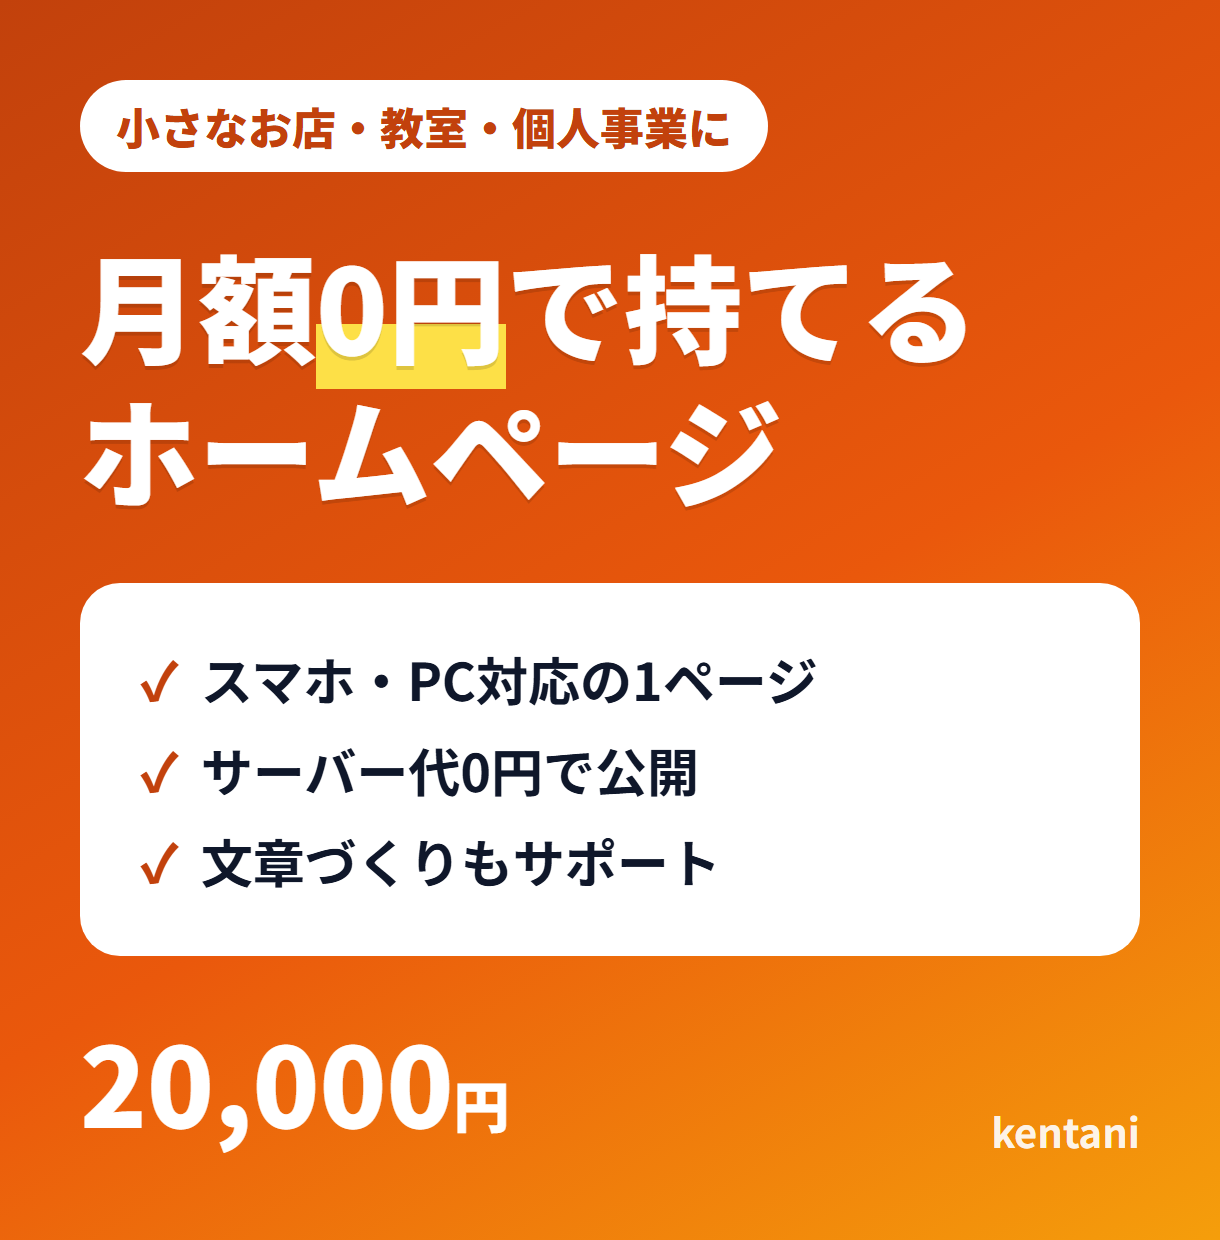 小さなお店・教室・個人事業に
月額0円で持てる
ホームページ
✓ スマホ・PC対応の1ページ
✓ サーバー代0円で公開
✓ 文章づくりもサポート
20,000円
kentani